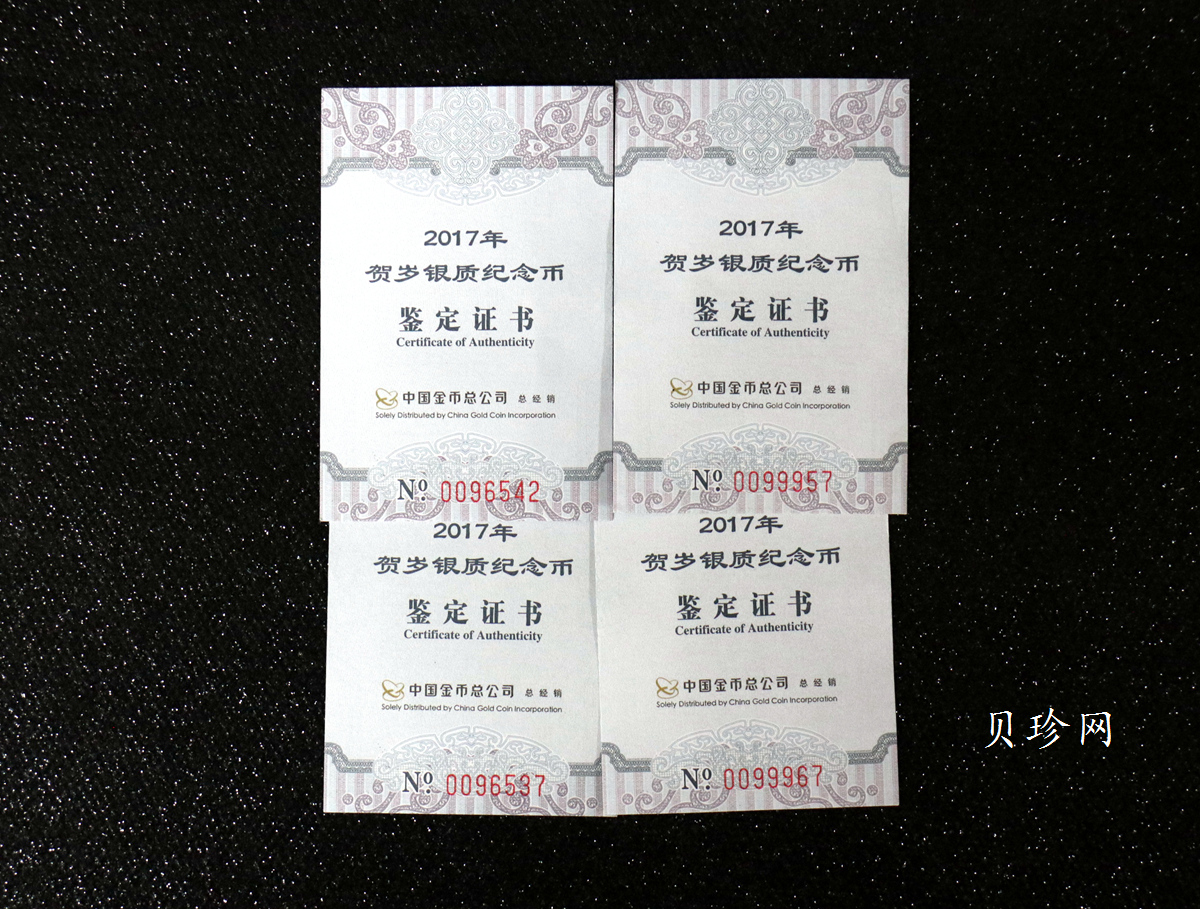 2017年
贺岁银质纪念币
鉴定证书
Certificate of Authenticity
中国金币总公司 总经销
Solely Distributed by China Gold Coin Incorporation
Nº. 0096542
2017年
贺岁银质纪念币
鉴定证书
Certificate of Authenticity
中国金币总公司 总经销
Solely Distributed by China Gold Coin Incorporation
Nº. 0099957
2017年
贺岁银质纪念币
鉴定证书
Certificate of Authenticity
中国金币总公司 总经销
Solely Distributed by China Gold Coin Incorporation
Nº. 0096537
2017年
贺岁银质纪念币
鉴定证书
Certificate of Authenticity
中国金币总公司 总经销
Solely Distributed by China Gold Coin Incorporation
Nº. 0099967
贝珍网